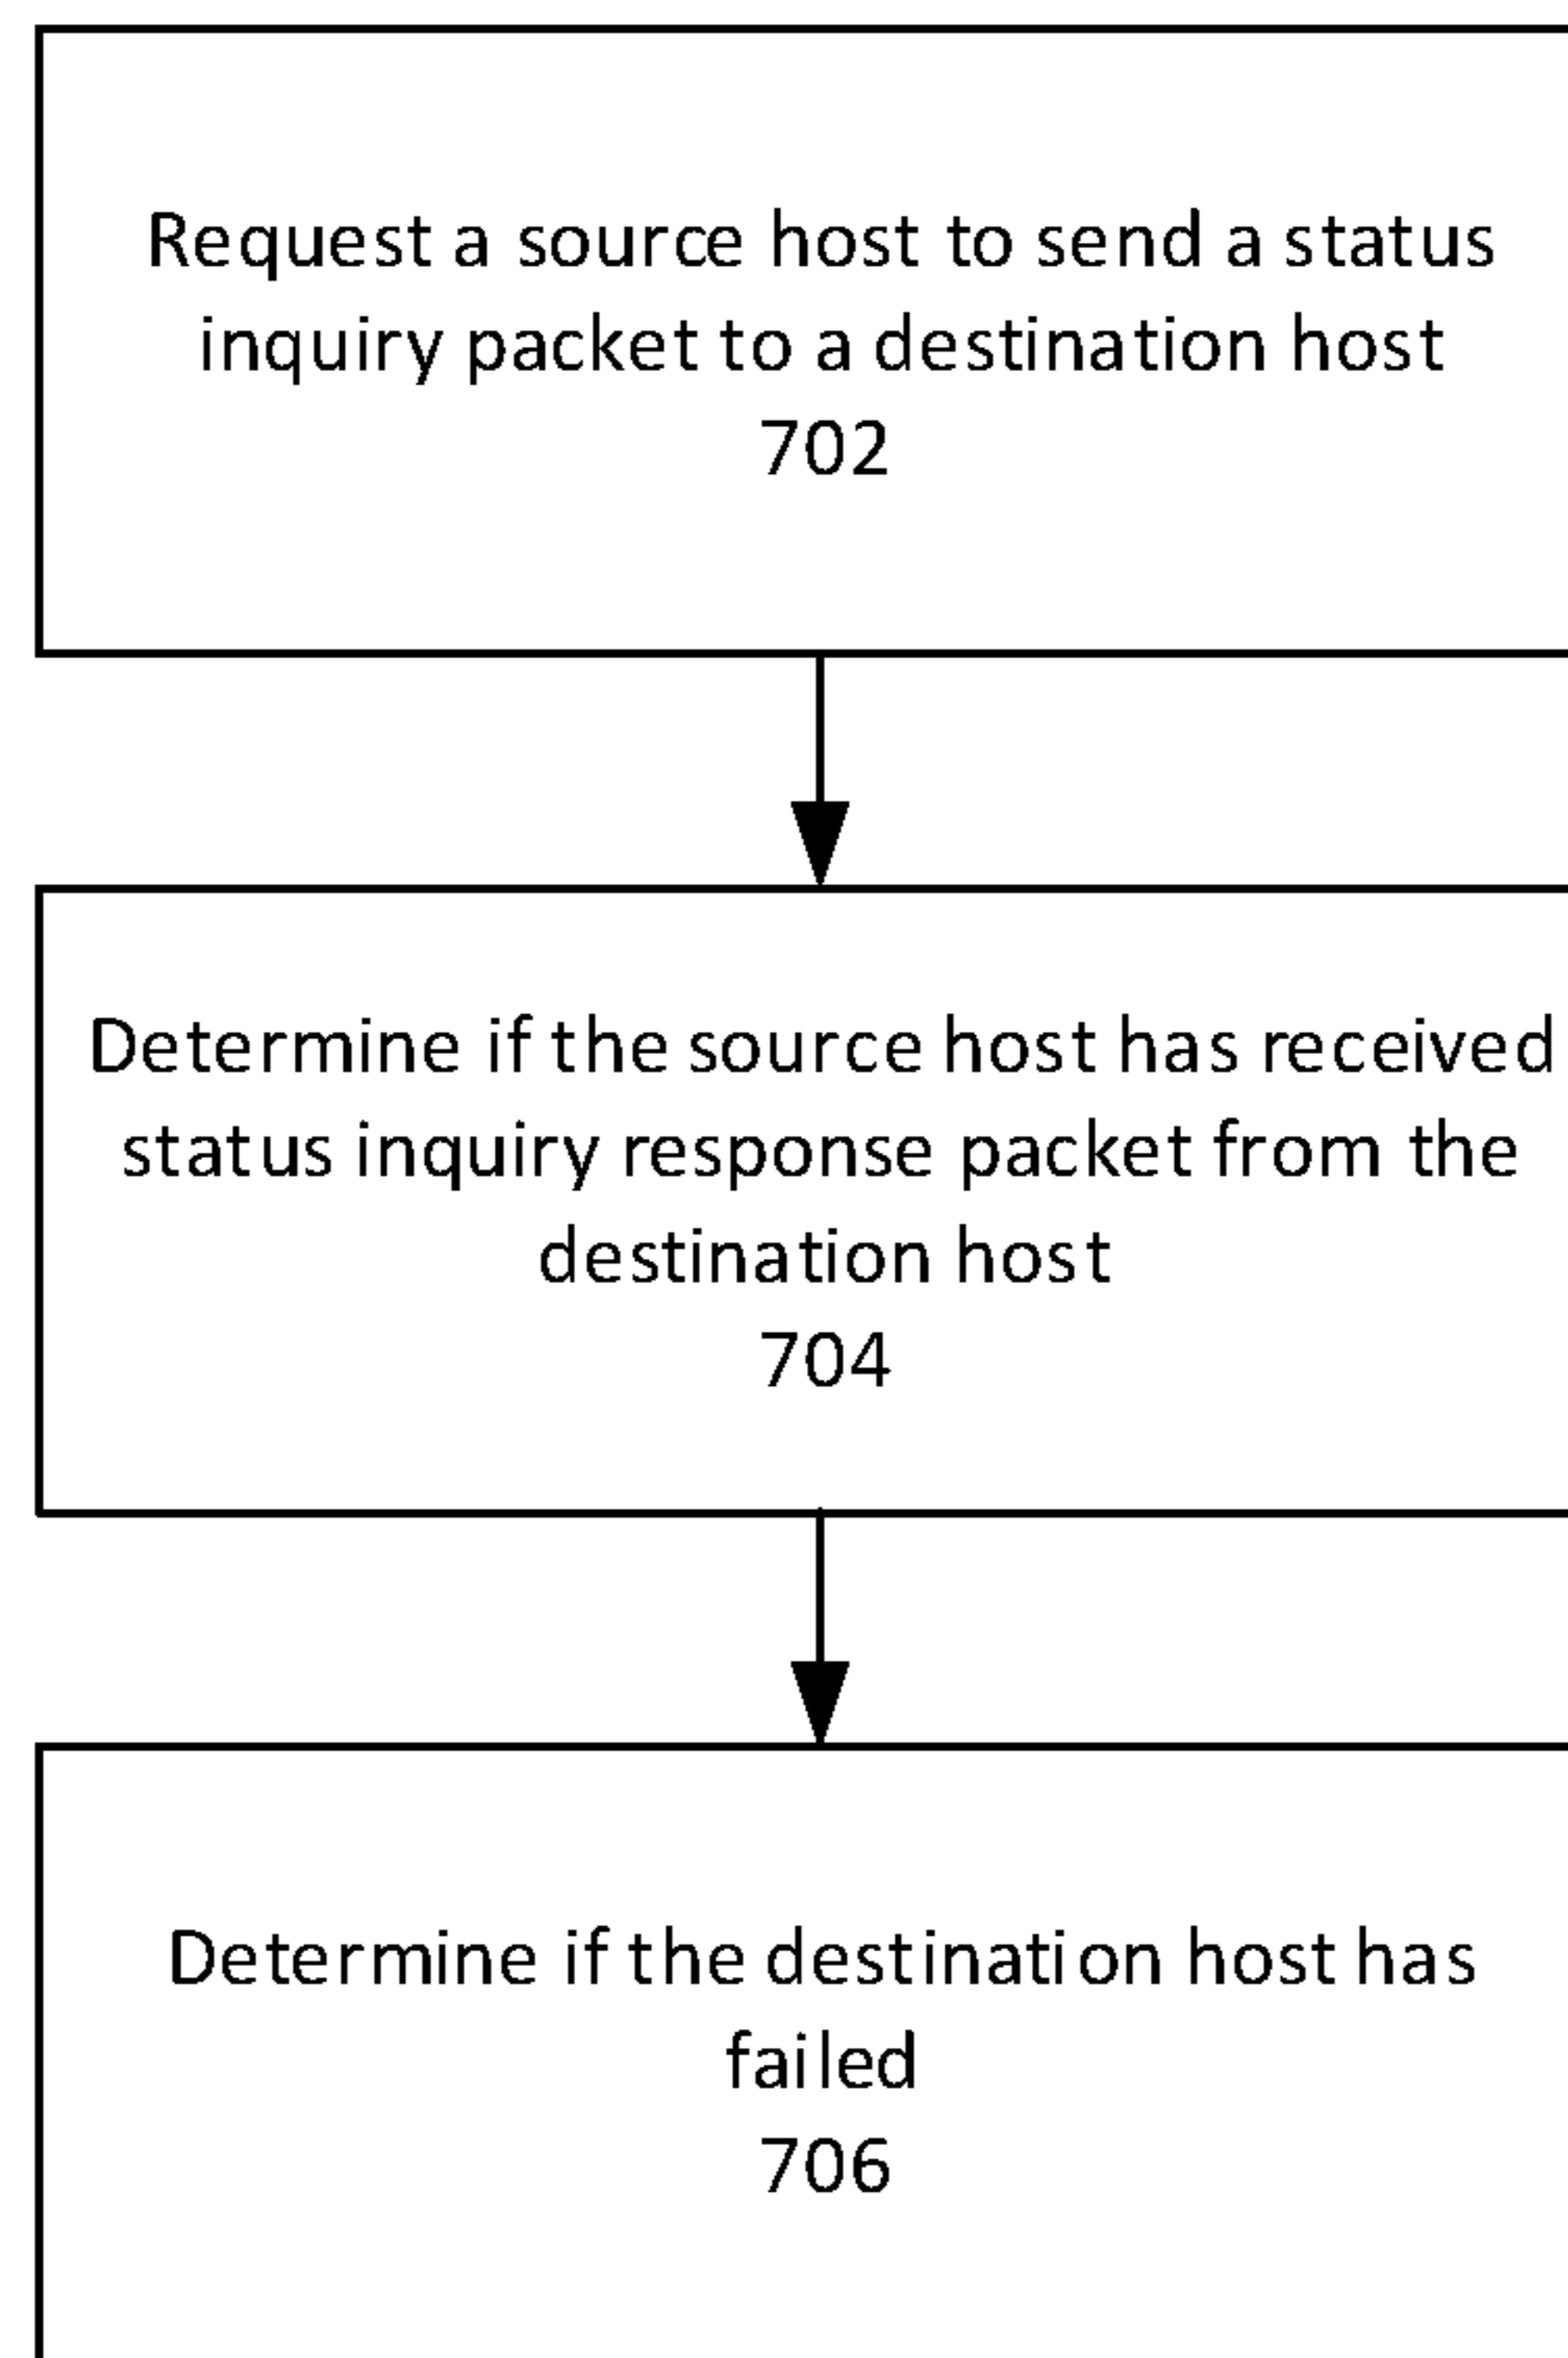 Request a source host to send a status
inquiry packet to a destination host
702
Determine if the source host has received
status inquiry response packet from the
destination host
704
Determine if the destination host has
failed
706